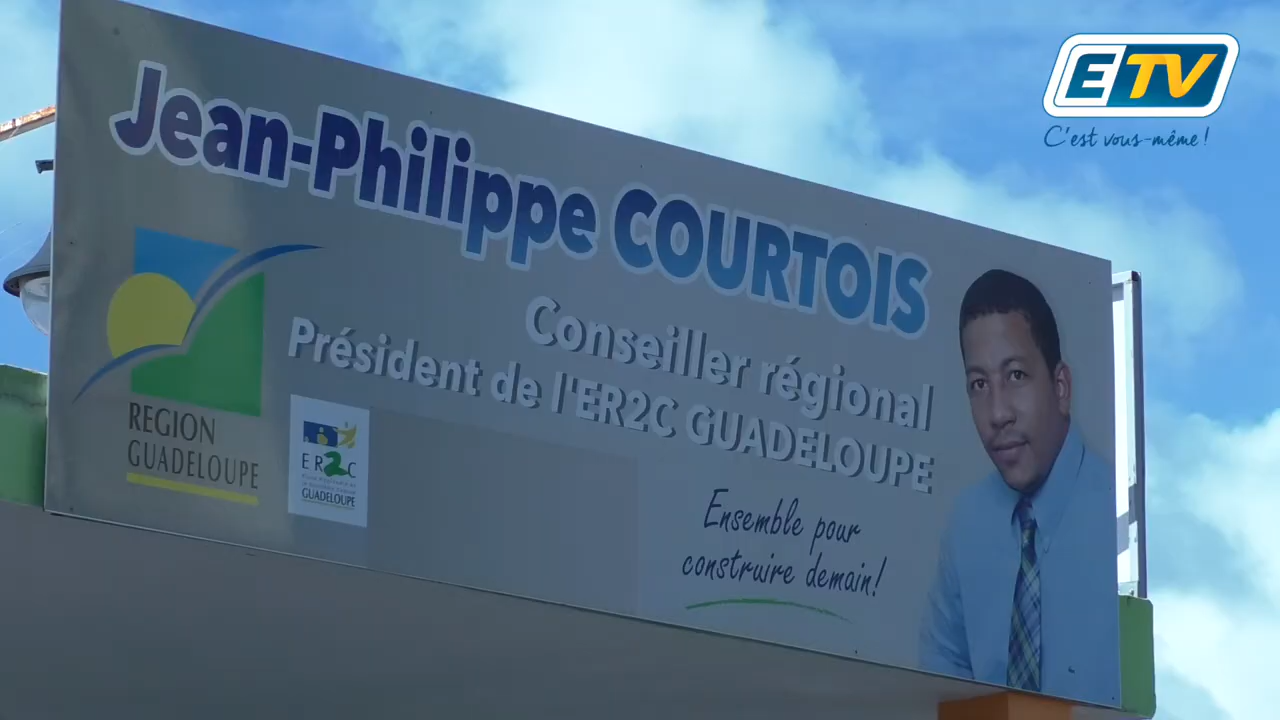 ETV
C'est vous-même!
Jean-Philippe COURTOIS
Conseiller régional
Président de l'ER2C GUADELOUPE
REGION
GUADELOUPE
ER2C
GUADELOUPE
Ensemble pour
construire demain!